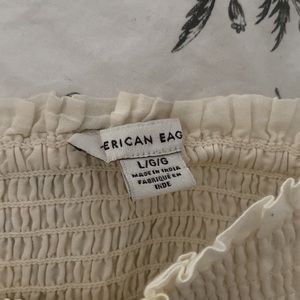 ERICAN EAG
L/G/G
MADE IN INDIA
FABRIQUÉ EN
INDE